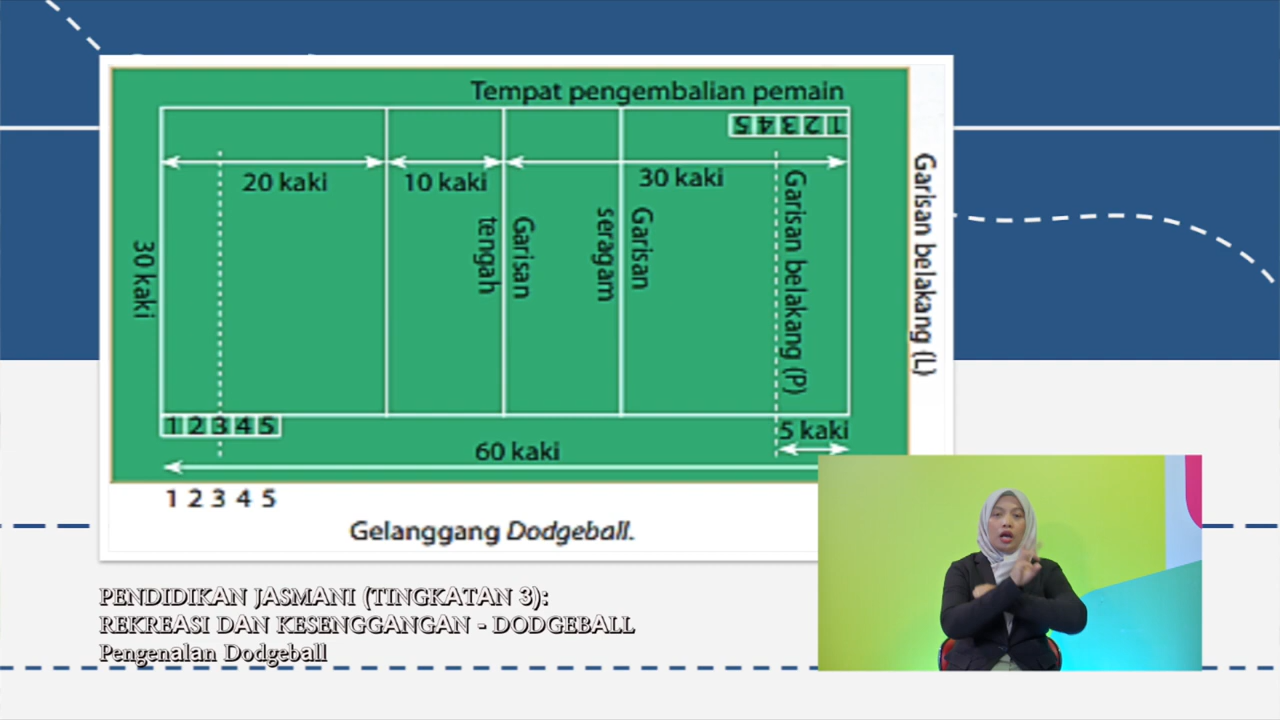 Tempat pengembalian pemain
1 2 3 4 5
20 kaki
10 kaki
30 kaki
30 kaki
Garisan
tengah
Garisan
seragam
Garisan belakang (P)
Garisan belakang (L)
1 2 3 4 5
5 kaki
60 kaki
1 2 3 4 5
Gelanggang Dodgeball.
PENDIDIKAN JASMANI (TINGKATAN 3):
REKREASI DAN KESENGGANGAN - DODGEBALL
Pengenalan Dodgeball